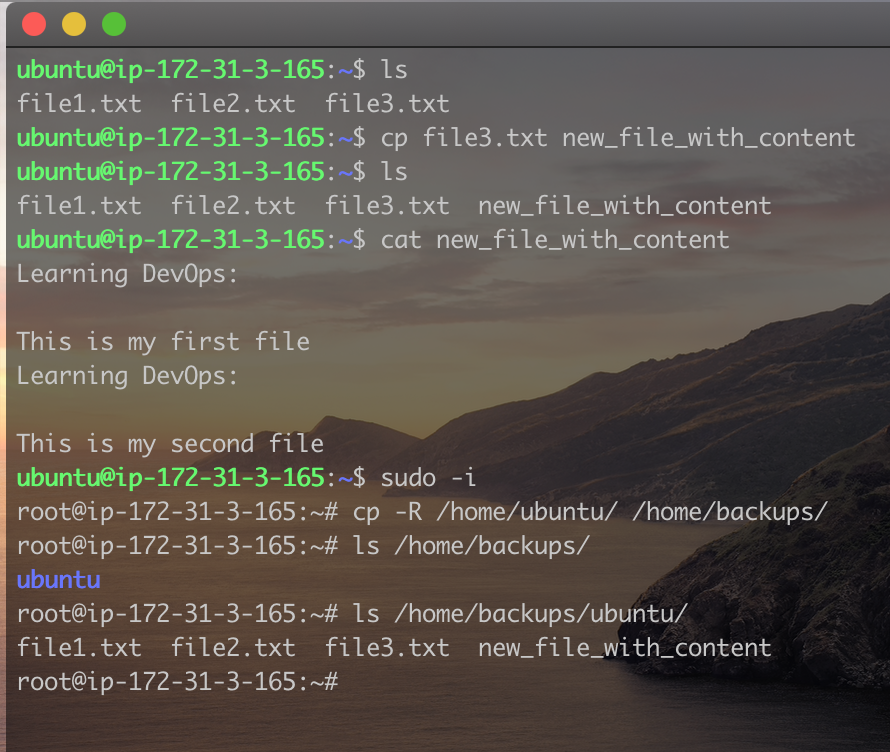 ubuntu@ip-172-31-3-165:~$ ls
file1.txt  file2.txt  file3.txt
ubuntu@ip-172-31-3-165:~$ cp file3.txt new_file_with_content
ubuntu@ip-172-31-3-165:~$ ls
file1.txt  file2.txt  file3.txt  new_file_with_content
ubuntu@ip-172-31-3-165:~$ cat new_file_with_content
Learning DevOps:
This is my first file
Learning DevOps:
This is my second file
ubuntu@ip-172-31-3-165:~$ sudo -i
root@ip-172-31-3-165:~# cp -R /home/ubuntu/ /home/backups/
root@ip-172-31-3-165:~# ls /home/backups/
ubuntu
root@ip-172-31-3-165:~# ls /home/backups/ubuntu/
file1.txt  file2.txt  file3.txt  new_file_with_content
root@ip-172-31-3-165:~#